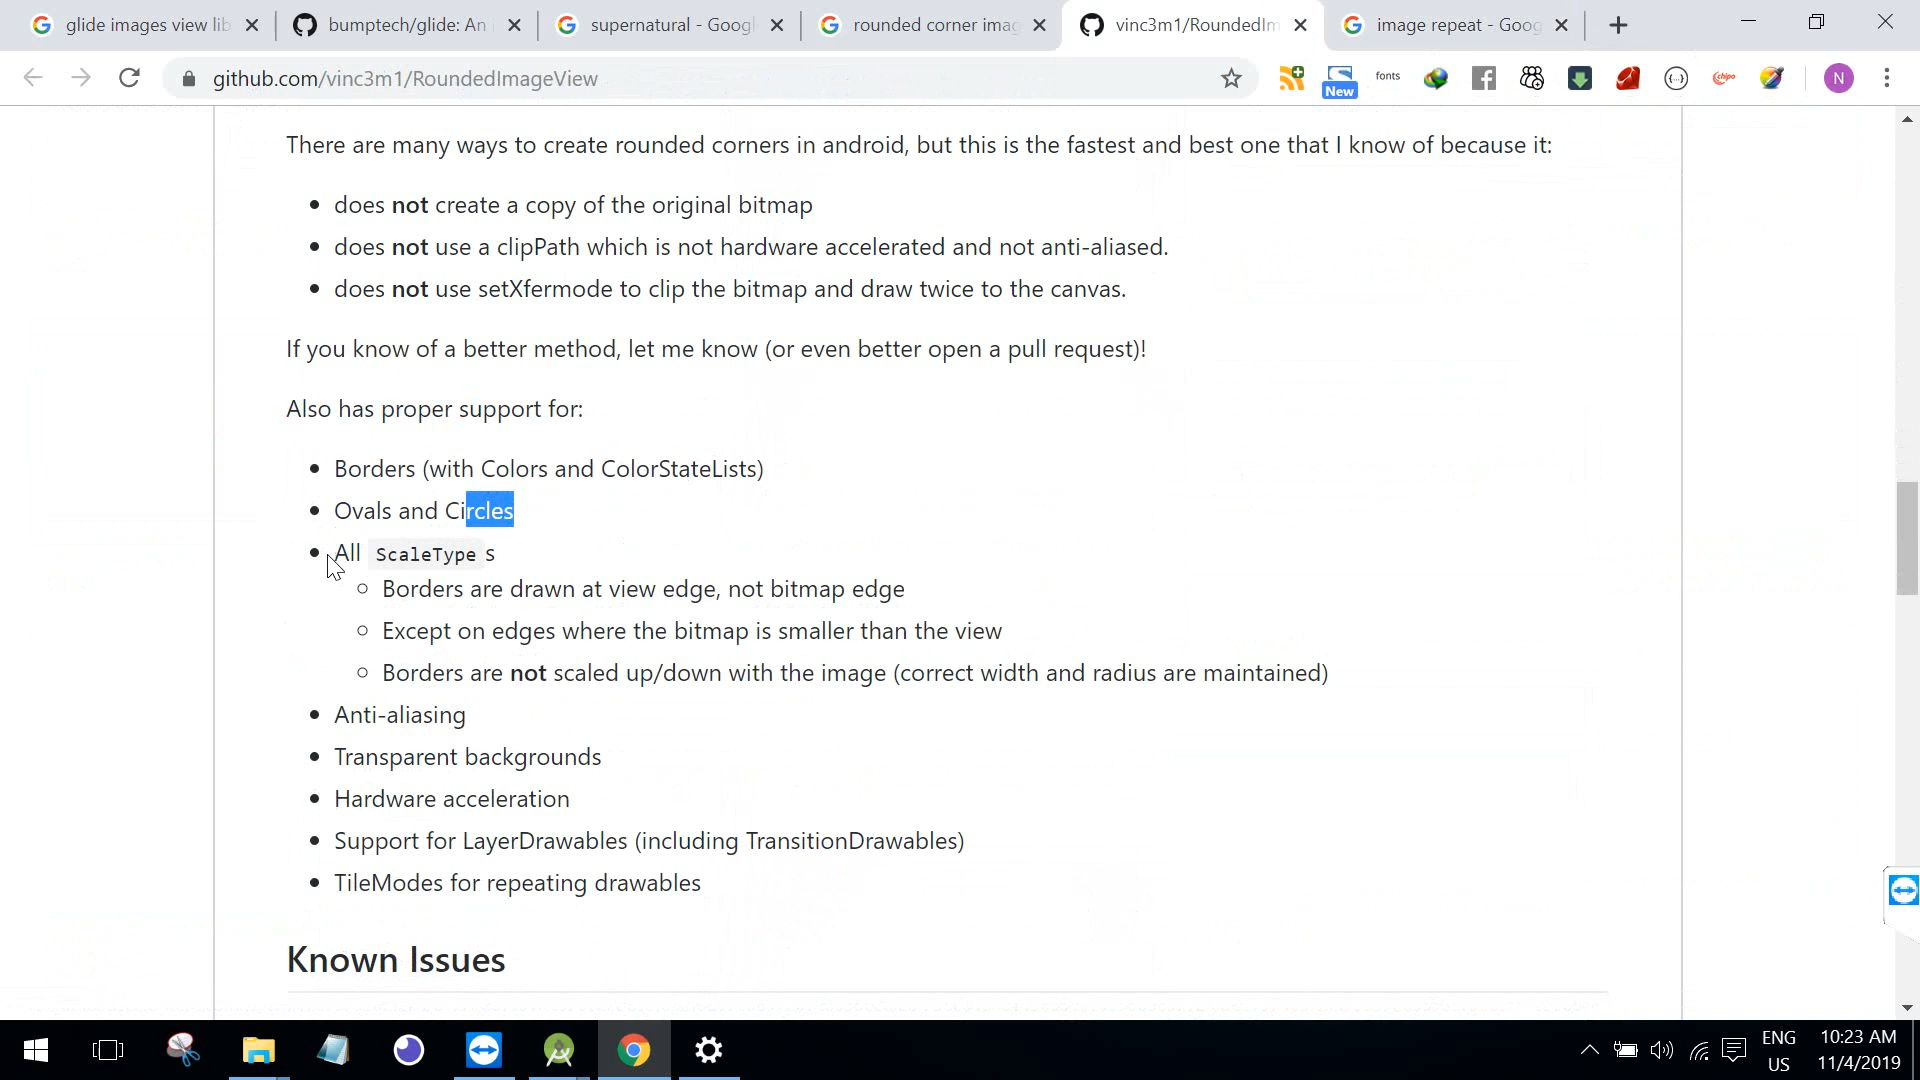 glide images view lib
bumptech/glide: An
supernatural - Googl
rounded corner imag
vinc3m1/RoundedIm
image repeat - Goog
github.com/vinc3m1/RoundedImageView
New
fonts
chipo
N
There are many ways to create rounded corners in android, but this is the fastest and best one that I know of because it:
• does not create a copy of the original bitmap
• does not use a clipPath which is not hardware accelerated and not anti-aliased.
• does not use setXfermode to clip the bitmap and draw twice to the canvas.
If you know of a better method, let me know (or even better open a pull request)!
Also has proper support for:
• Borders (with Colors and ColorStateLists)
• Ovals and Circles
• All ScaleType s
○ Borders are drawn at view edge, not bitmap edge
○ Except on edges where the bitmap is smaller than the view
○ Borders are not scaled up/down with the image (correct width and radius are maintained)
• Anti-aliasing
• Transparent backgrounds
• Hardware acceleration
• Support for LayerDrawables (including TransitionDrawables)
• TileModes for repeating drawables
Known Issues
ENG
US
10:23 AM
11/4/2019